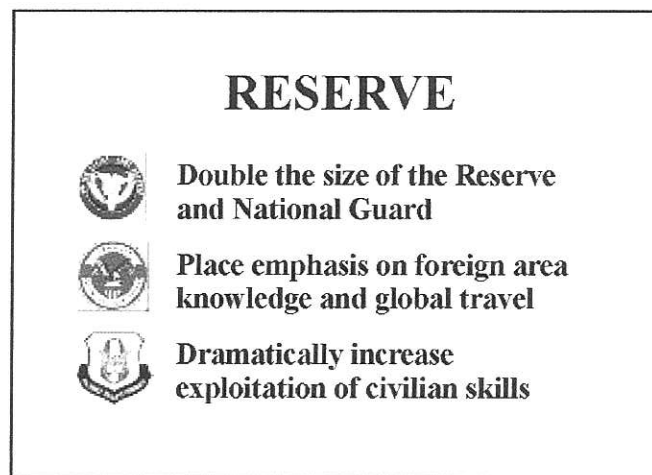 RESERVE
Double the size of the Reserve
and National Guard
Place emphasis on foreign area
knowledge and global travel
Dramatically increase
exploitation of civilian skills